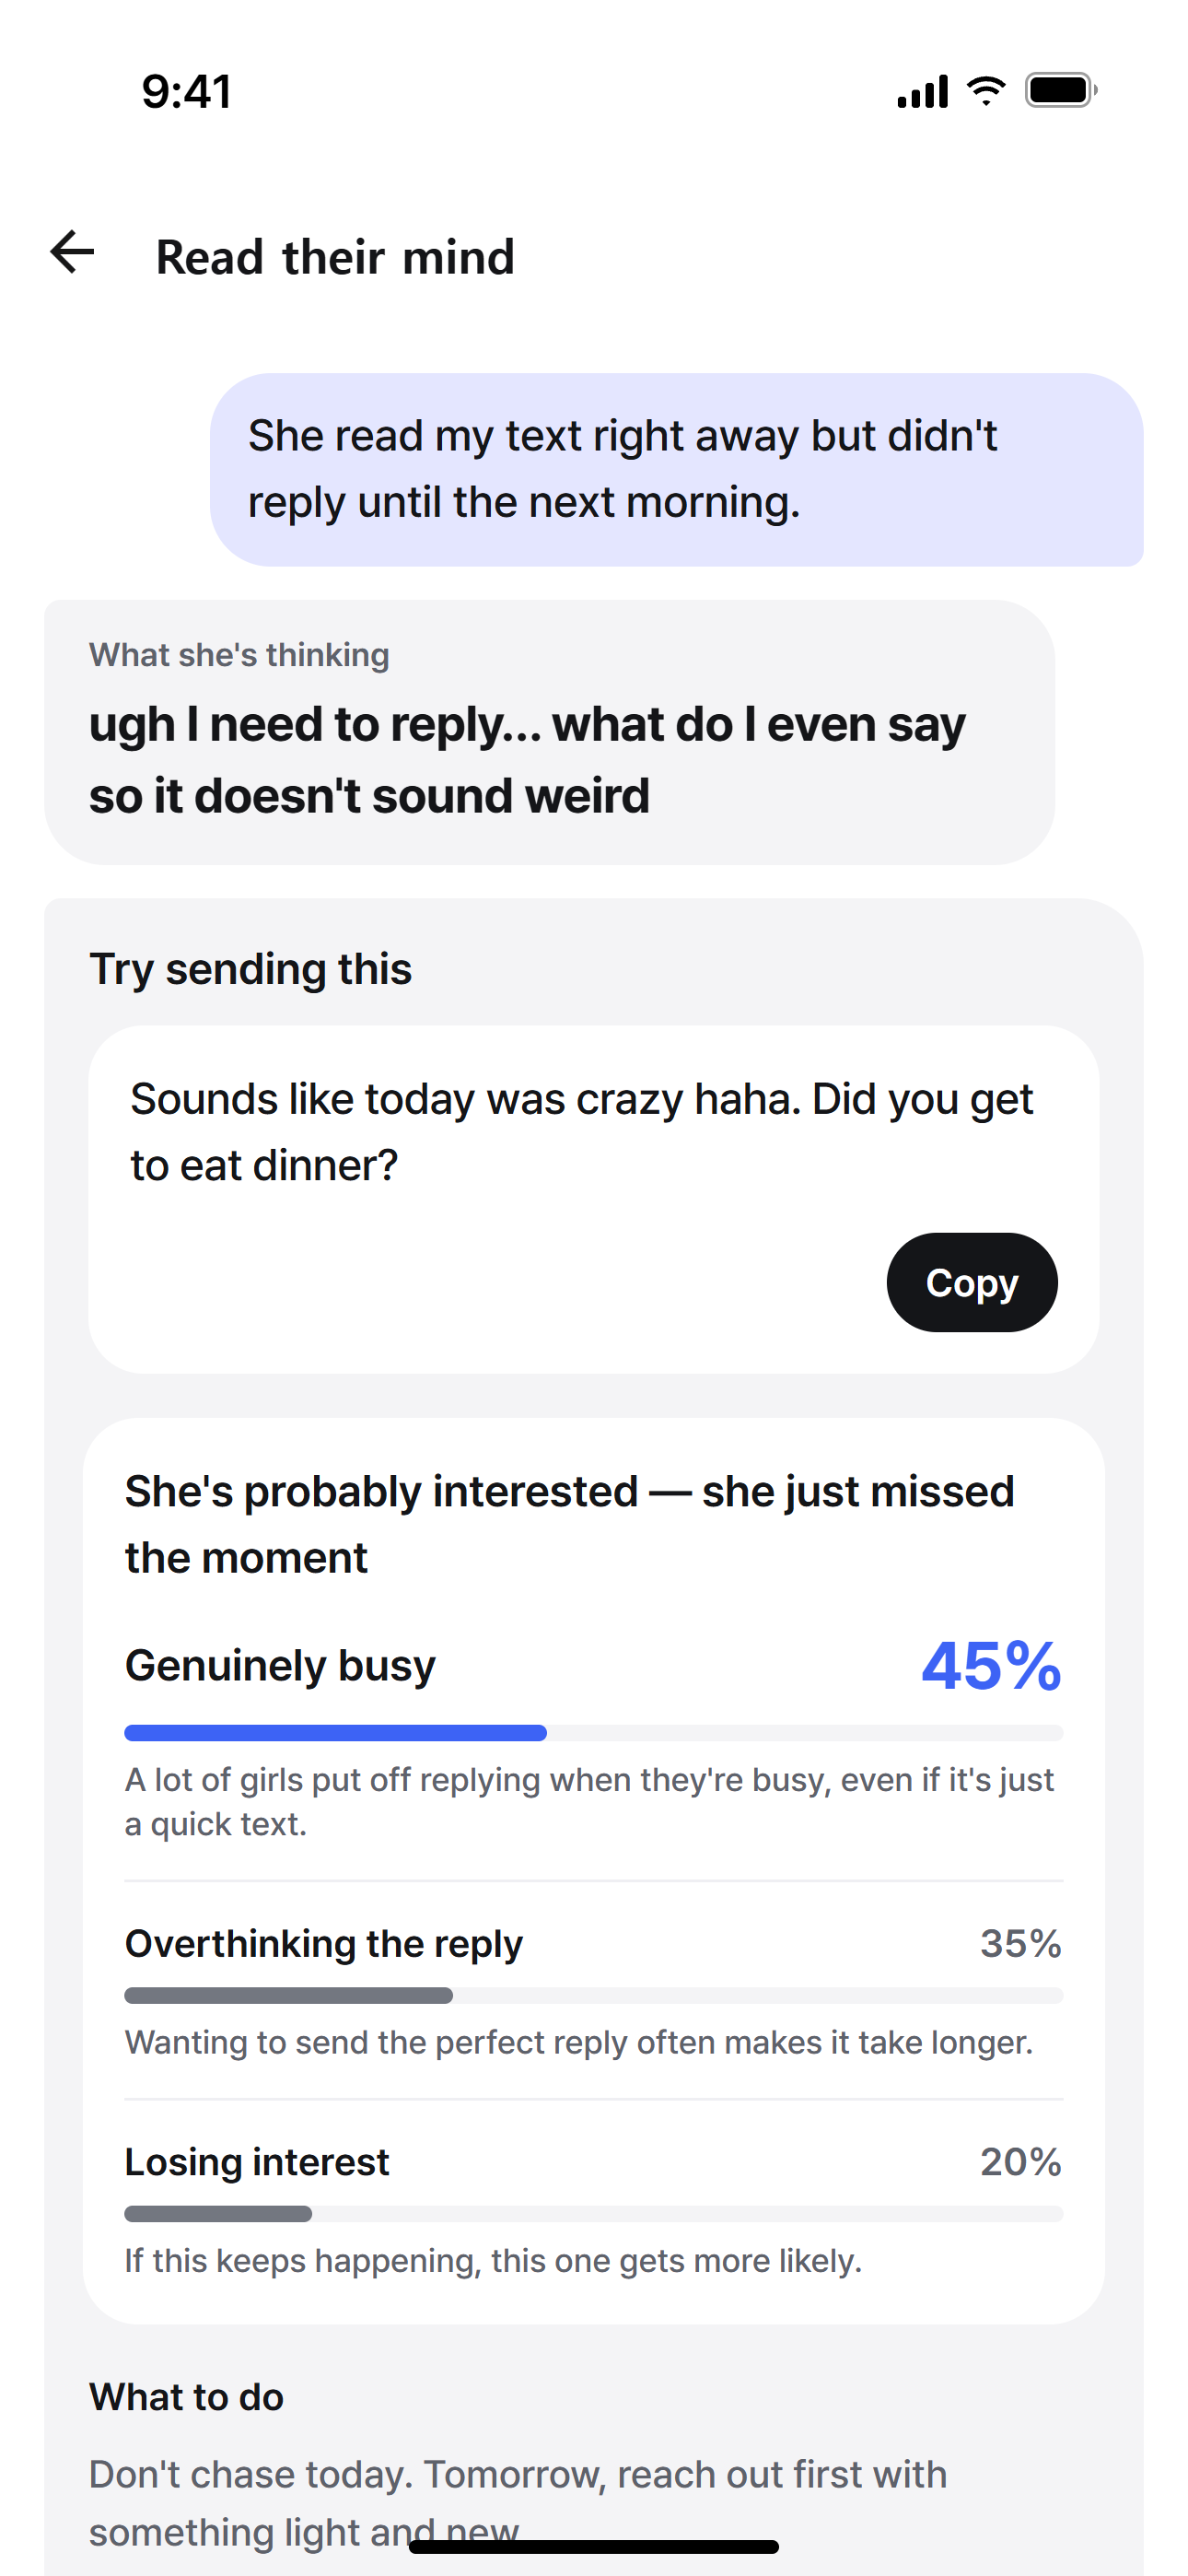 9:41
Read their mind
She read my text right away but didn't
reply until the next morning.
What she's thinking
ugh I need to reply... what do I even say
so it doesn't sound weird
Try sending this
Sounds like today was crazy haha. Did you get
to eat dinner?
Copy
She's probably interested — she just missed
the moment
Genuinely busy
45%
A lot of girls put off replying when they're busy, even if it's just
a quick text.
Overthinking the reply
35%
Wanting to send the perfect reply often makes it take longer.
Losing interest
20%
If this keeps happening, this one gets more likely.
What to do
Don't chase today. Tomorrow, reach out first with
something light and new